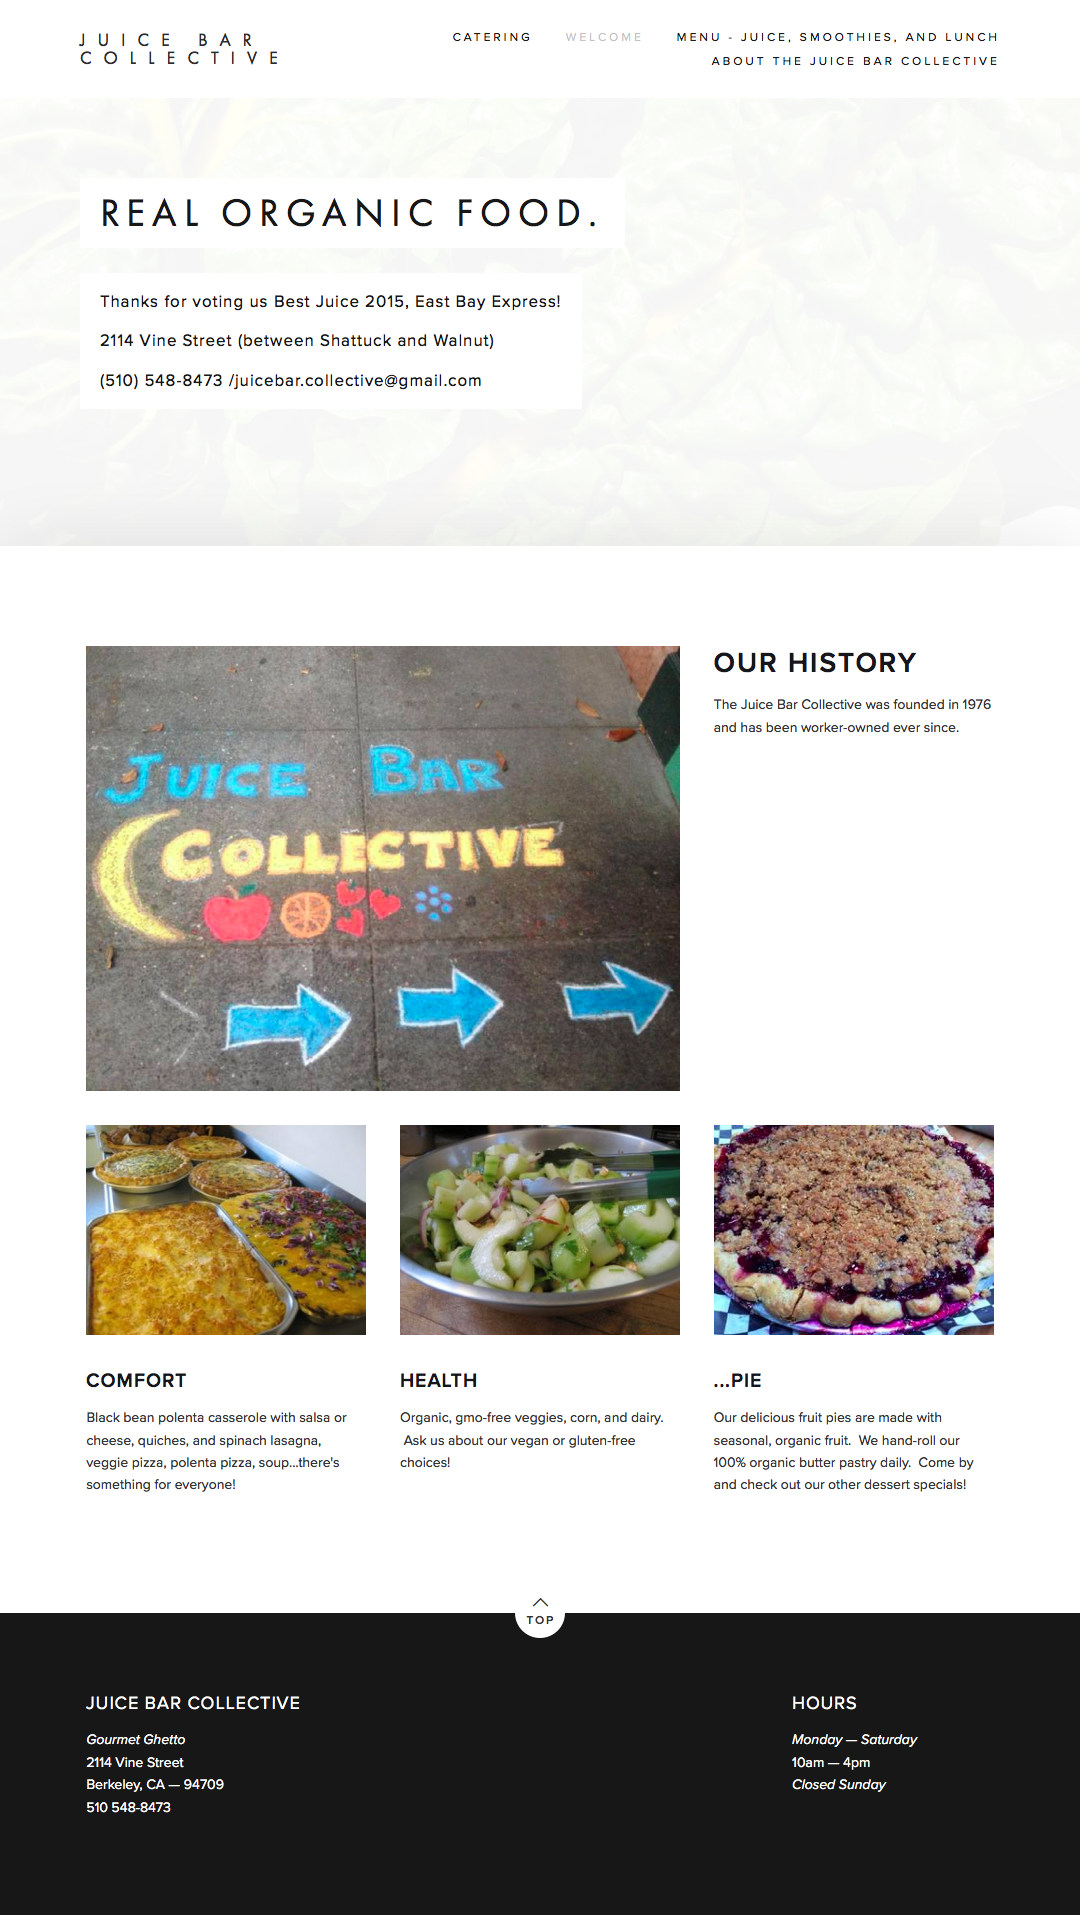 JUICE BAR
COLLECTIVE
CATERING
WELCOME
MENU - JUICE, SMOOTHIES, AND LUNCH
ABOUT THE JUICE BAR COLLECTIVE
REAL ORGANIC FOOD.
Thanks for voting us Best Juice 2015, East Bay Express!
2114 Vine Street (between Shattuck and Walnut)
(510) 548-8473 /juicebar.collective@gmail.com
JUICE BAR
COLLECTIVE
OUR HISTORY
The Juice Bar Collective was founded in 1976
and has been worker-owned ever since.
COMFORT
Black bean polenta casserole with salsa or
cheese, quiches, and spinach lasagna,
veggie pizza, polenta pizza, soup...there's
something for everyone!
HEALTH
Organic, gmo-free veggies, corn, and dairy.
Ask us about our vegan or gluten-free
choices!
...PIE
Our delicious fruit pies are made with
seasonal, organic fruit.  We hand-roll our
100% organic butter pastry daily.  Come by
and check out our other dessert specials!
TOP
JUICE BAR COLLECTIVE
Gourmet Ghetto
2114 Vine Street
Berkeley, CA — 94709
510 548-8473
HOURS
Monday — Saturday
10am — 4pm
Closed Sunday